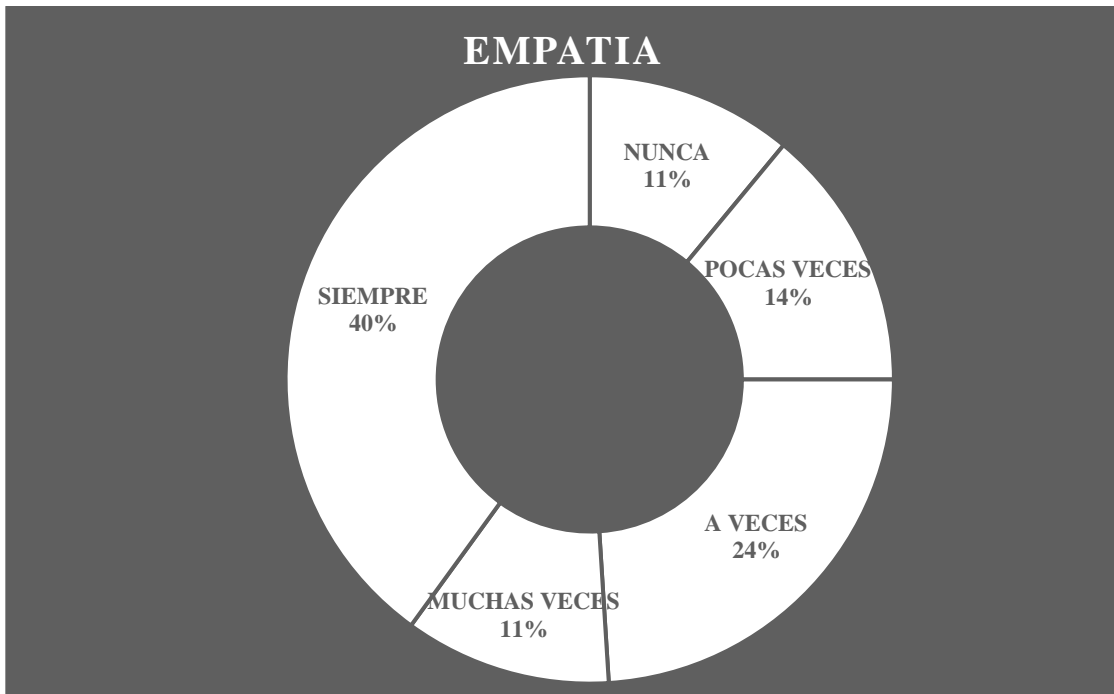 EMPATIA
NUNCA
11%
POCAS VECES
14%
A VECES
24%
MUCHAS VECES
11%
SIEMPRE
40%